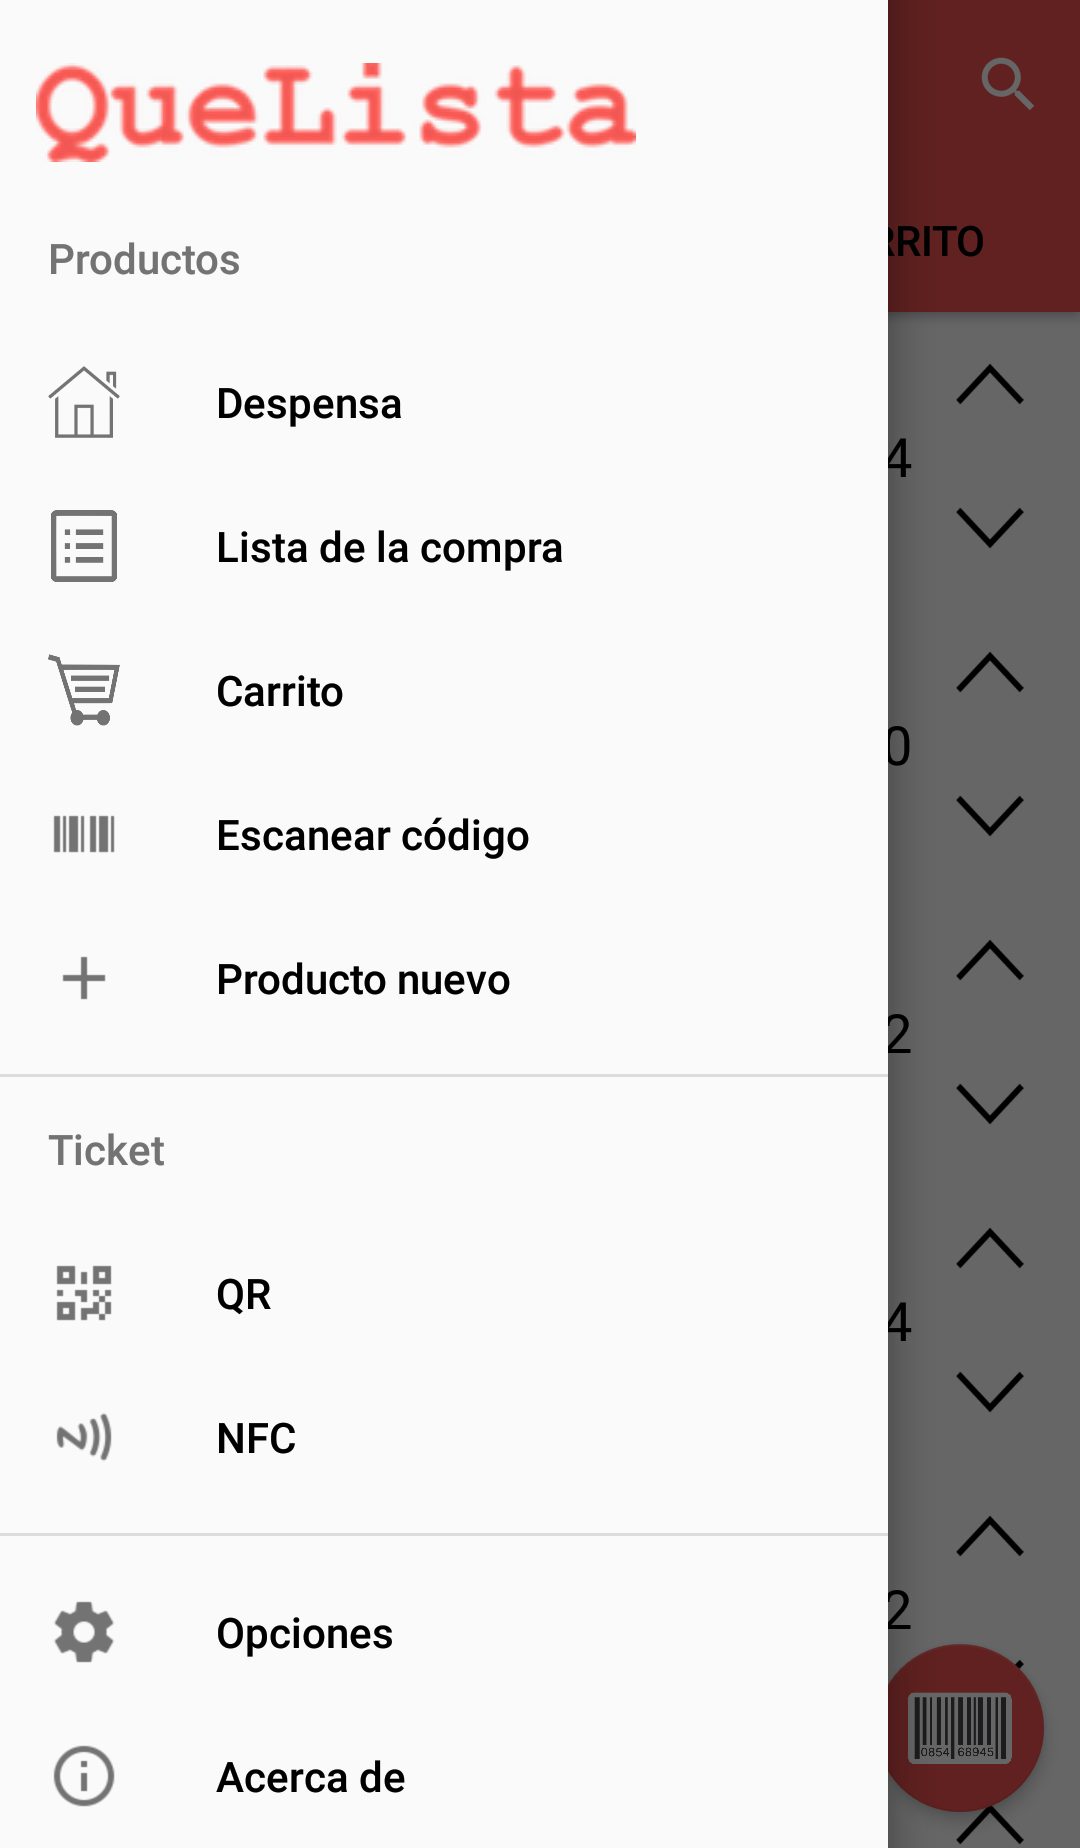 QueLista
Productos
RRITO
Despensa
4
Lista de la compra
Carrito
0
Escanear código
Producto nuevo
2
Ticket
QR
4
NFC
Opciones
2
0854 68945
Acerca de